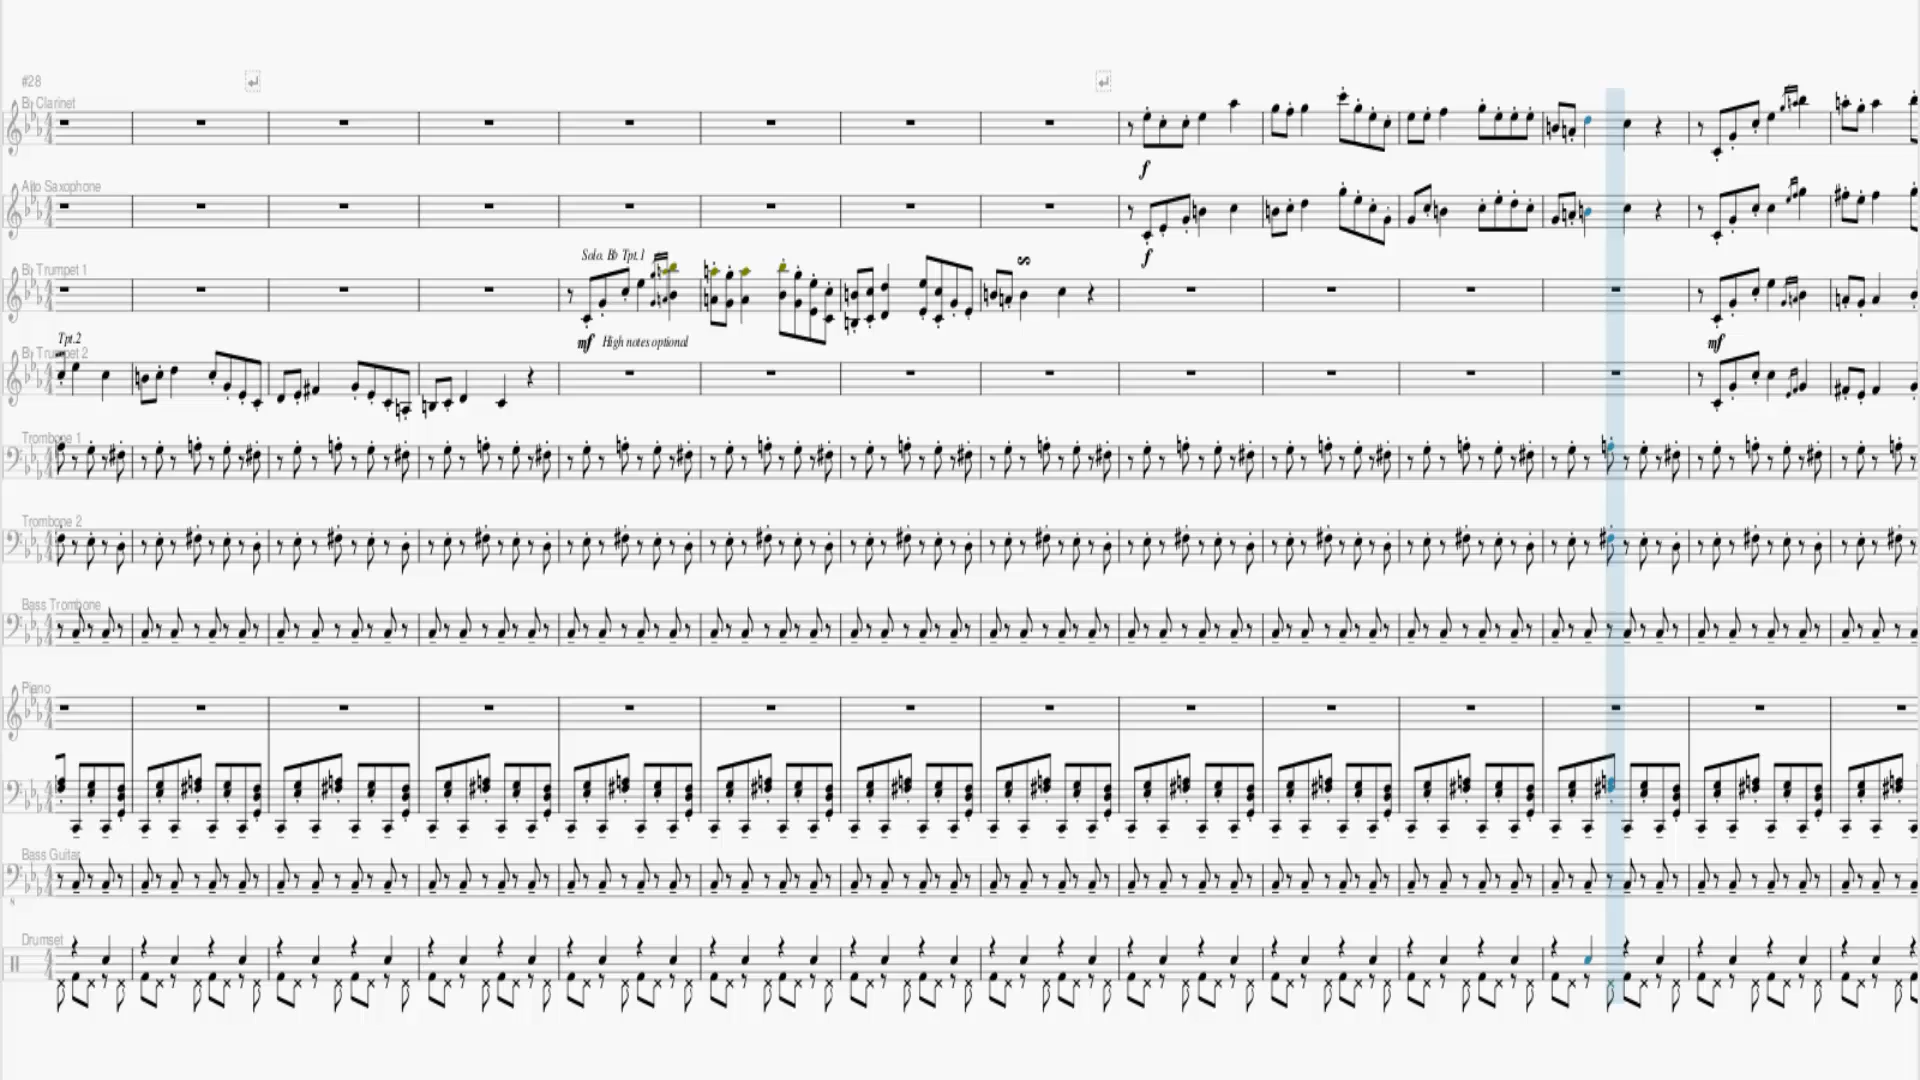 #28
B♭ Clarinet
f
Alto Saxophone
f
Solo. B♭ Tpt.1
B♭ Trumpet 1
mf High notes optional
mf
Tpt.2
B♭ Trumpet 2
Trombone 1
Trombone 2
Bass Trombone
Piano
Bass Guitar
Drumset